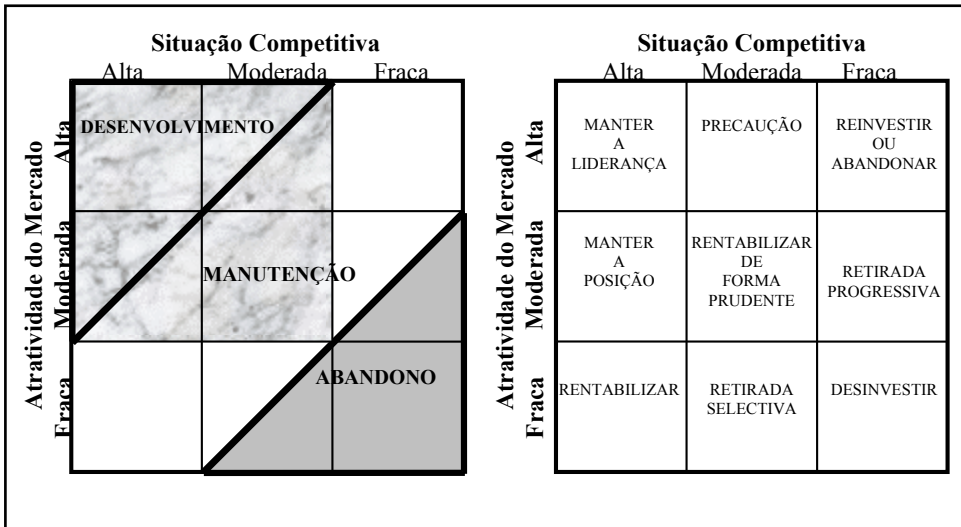 Situação Competitiva
Alta Moderada Fraca
Atratividade do Mercado
Alta
Moderada
Fraca
DESENVOLVIMENTO
MANUTENÇÃO
ABANDONO
Situação Competitiva
Alta Moderada Fraca
Atratividade do Mercado
Alta
Moderada
Fraca
MANTER
A
LIDERANÇA
PRECAUÇÃO
REINVESTIR
OU
ABANDONAR
MANTER
A
POSIÇÃO
RENTABILIZAR
DE
FORMA
PRUDENTE
RETIRADA
PROGRESSIVA
RENTABILIZAR
RETIRADA
SELECTIVA
DESINVESTIR